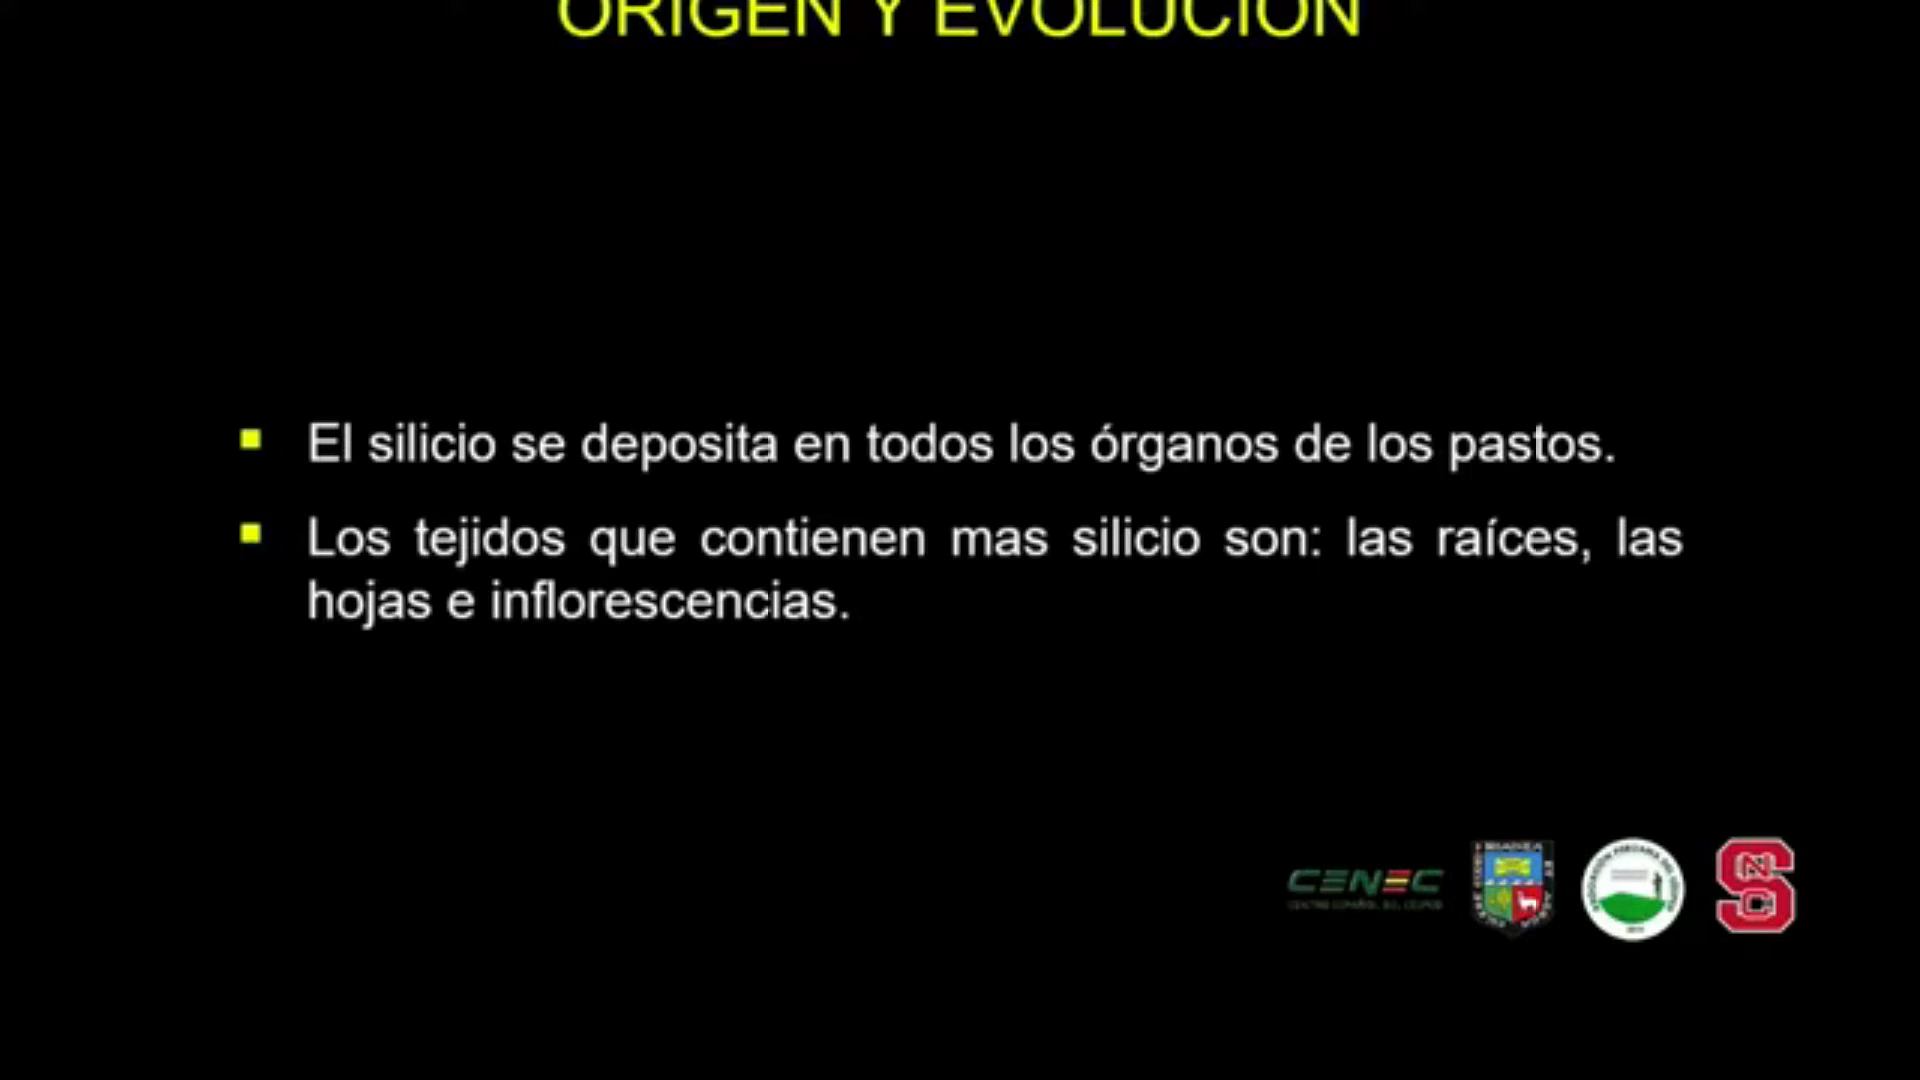 ORIGEN Y EVOLUCIÓN
El silicio se deposita en todos los órganos de los pastos.
Los tejidos que contienen mas silicio son: las raíces, las
hojas e inflorescencias.
CENEC